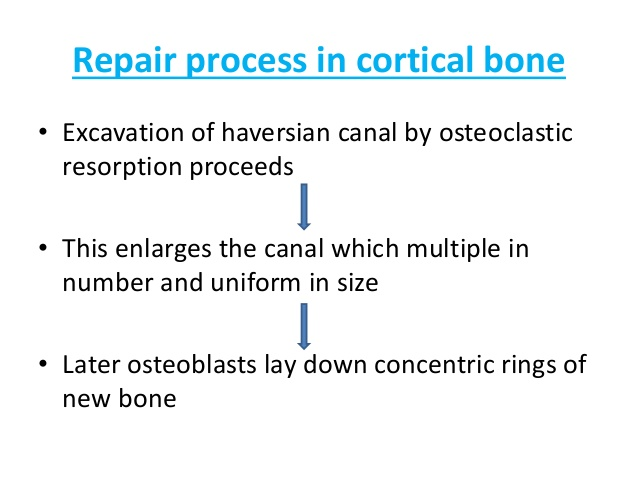 Repair process in cortical bone
• Excavation of haversian canal by osteoclastic
resorption proceeds
• This enlarges the canal which multiple in
number and uniform in size
• Later osteoblasts lay down concentric rings of
new bone